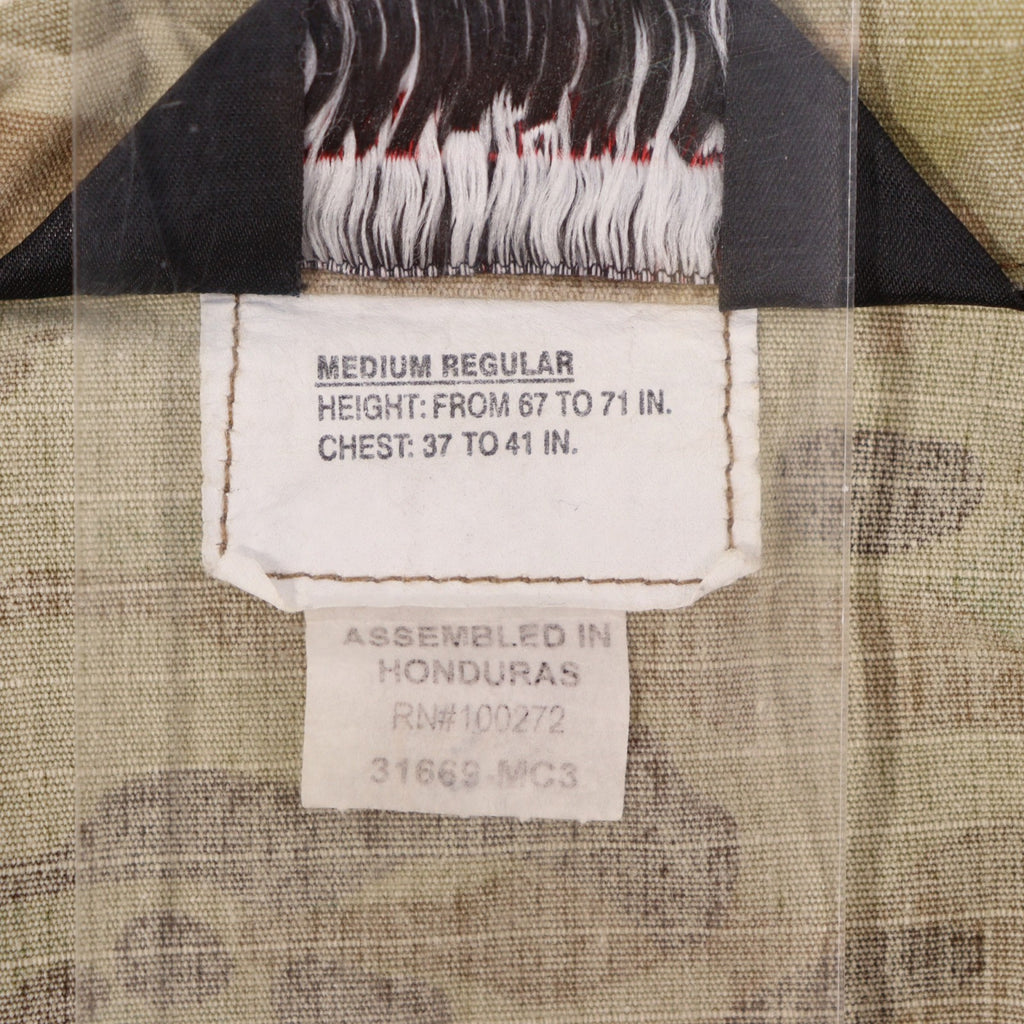 MEDIUM REGULAR
HEIGHT: FROM 67 TO 71 IN.
CHEST: 37 TO 41 IN.
ASSEMBLED IN
HONDURAS
RN#100272
31669-MC3